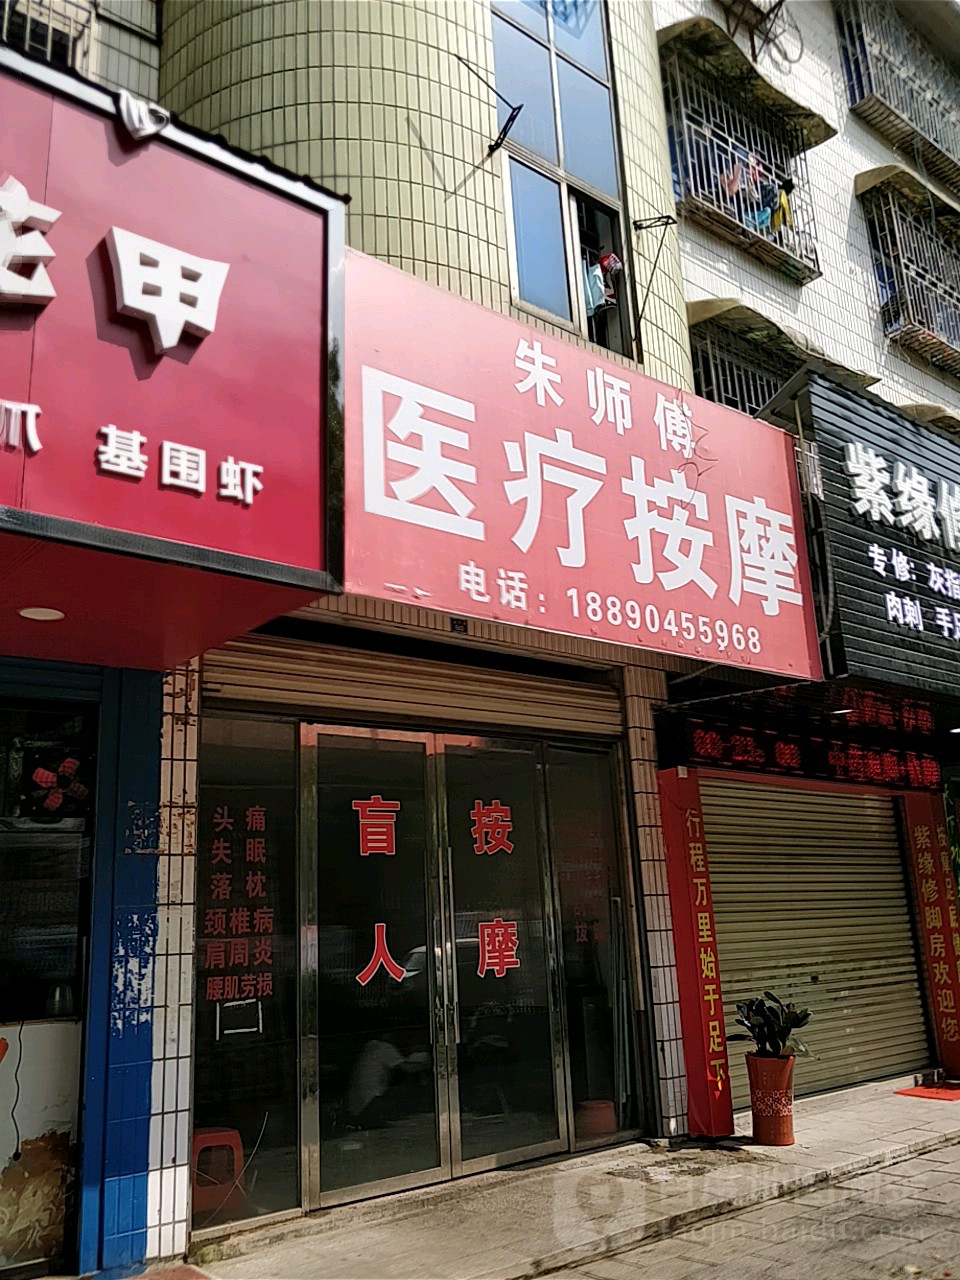 甲
基围虾
朱师傅
医疗按摩
电话：18890455968
紫缘修
专修：灰指
肉刺 手足
盲人按摩
头痛
失眠
落枕
颈椎病
肩周炎
腰肌劳损
行程万里始于足下
紫缘修脚房欢迎您